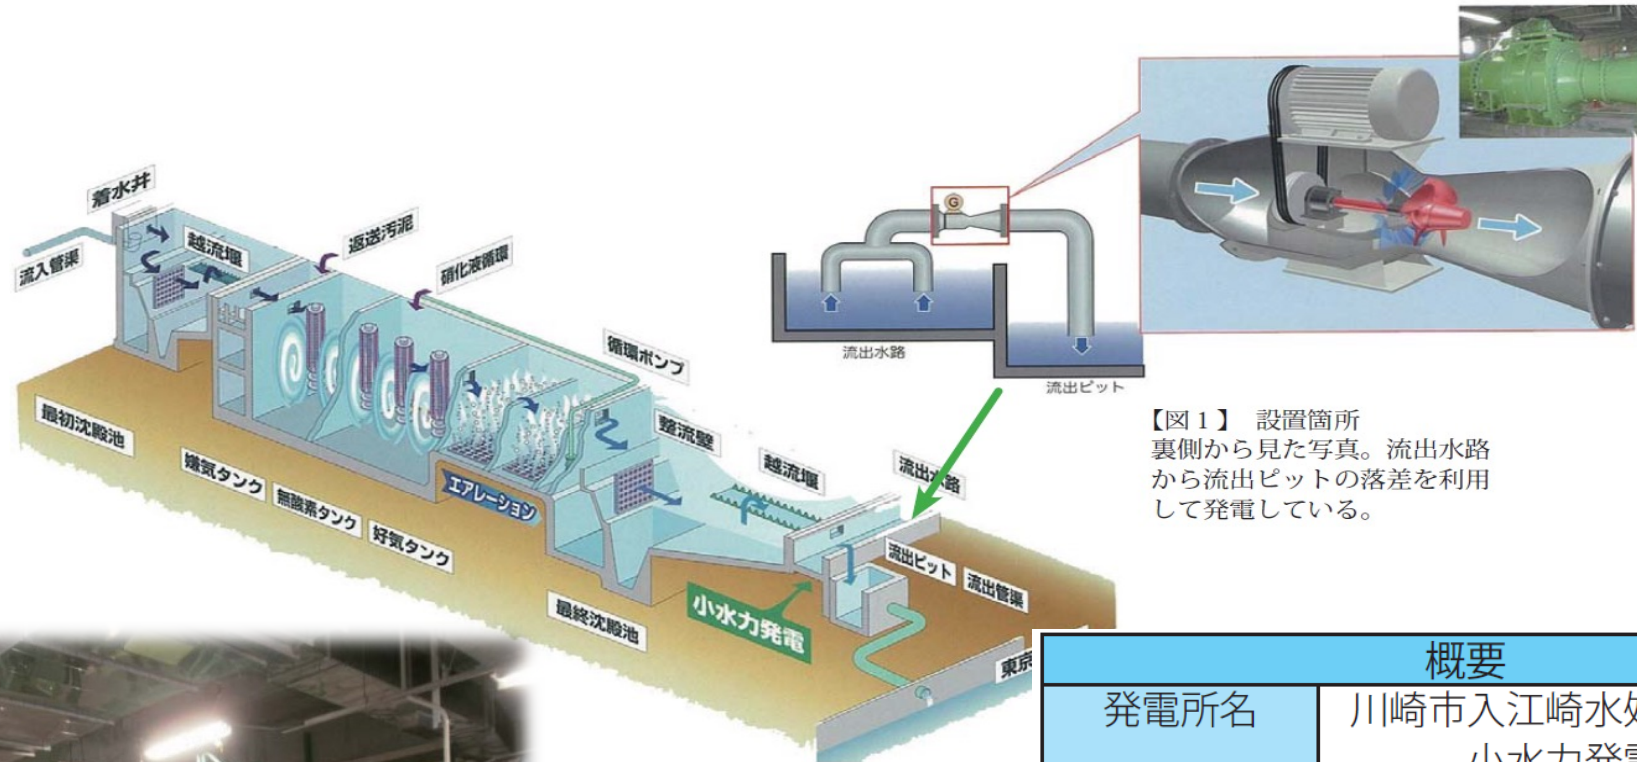 着水井
流入管渠
越流堰
返送汚泥
硝化液循環
循環ポンプ
整流壁
越流堰
流出水路
最初沈殿池
嫌気タンク
無酸素タンク
好気タンク
エアレーション
最終沈殿池
小水力発電
流出ピット
流出管渠
東京
G
流出水路
流出ピット
【図1】 設置箇所
裏側から見た写真。流出水路
から流出ピットの落差を利用
して発電している。
概要
発電所名
川崎市入江崎水処
小水力発電